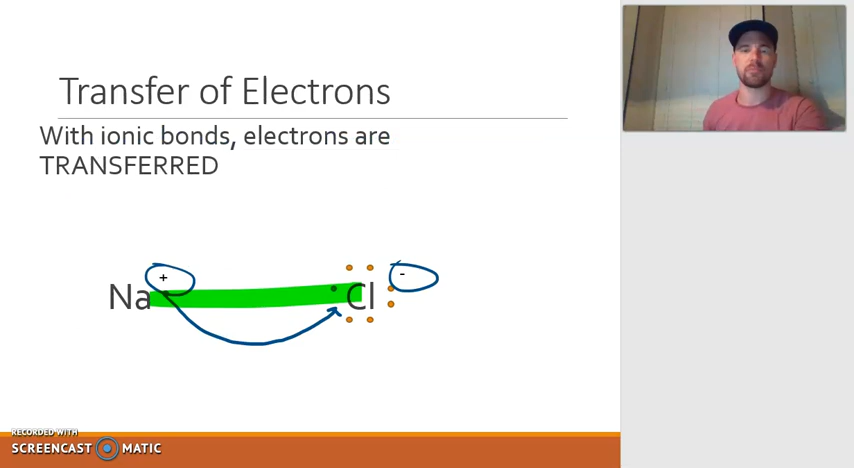 Transfer of Electrons
With ionic bonds, electrons are
TRANSFERRED
+
-
Na
Cl
RECORDED WITH
SCREENCAST MATIC